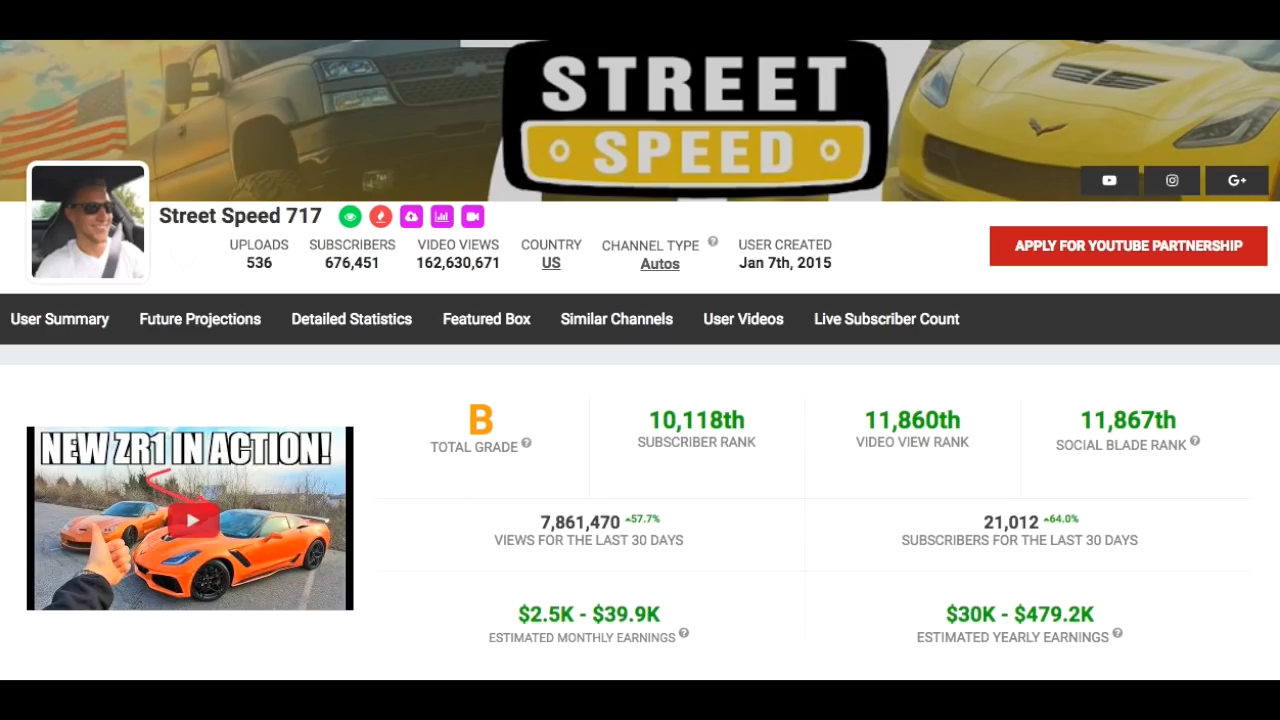 STREET
SPEED
G+
Street Speed 717
UPLOADS
536
SUBSCRIBERS
676,451
VIDEO VIEWS
162,630,671
COUNTRY
US
CHANNEL TYPE ?
Autos
USER CREATED
Jan 7th, 2015
APPLY FOR YOUTUBE PARTNERSHIP
User Summary
Future Projections
Detailed Statistics
Featured Box
Similar Channels
User Videos
Live Subscriber Count
NEW ZR1 IN ACTION!
B
TOTAL GRADE ?
10,118th
SUBSCRIBER RANK
11,860th
VIDEO VIEW RANK
11,867th
SOCIAL BLADE RANK ?
7,861,470 57.7%
VIEWS FOR THE LAST 30 DAYS
21,012 64.0%
SUBSCRIBERS FOR THE LAST 30 DAYS
$2.5K - $39.9K
ESTIMATED MONTHLY EARNINGS ?
$30K - $479.2K
ESTIMATED YEARLY EARNINGS ?